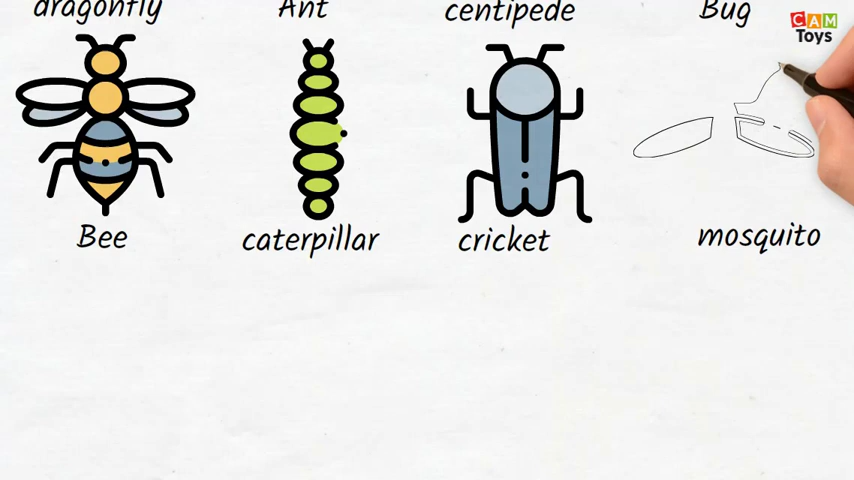 dragonfly Ant centipede Bug
CAM
Toys
Bee caterpillar cricket mosquito